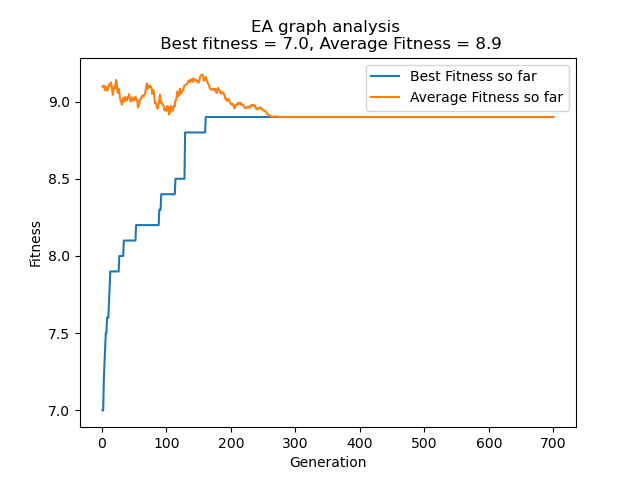 EA graph analysis
Best fitness = 7.0, Average Fitness = 8.9
Best Fitness so far
Average Fitness so far
Fitness
9.0
8.5
8.0
7.5
7.0
0 100 200 300 400 500 600 700
Generation